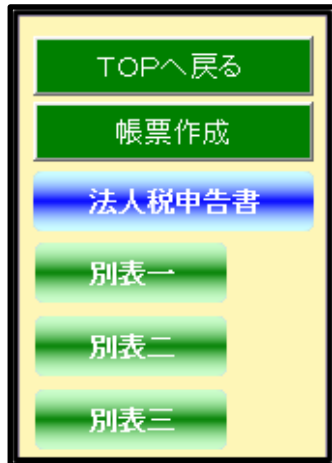 TOPへ戻る
帳票作成
法人税申告書
別表一
別表二
別表三